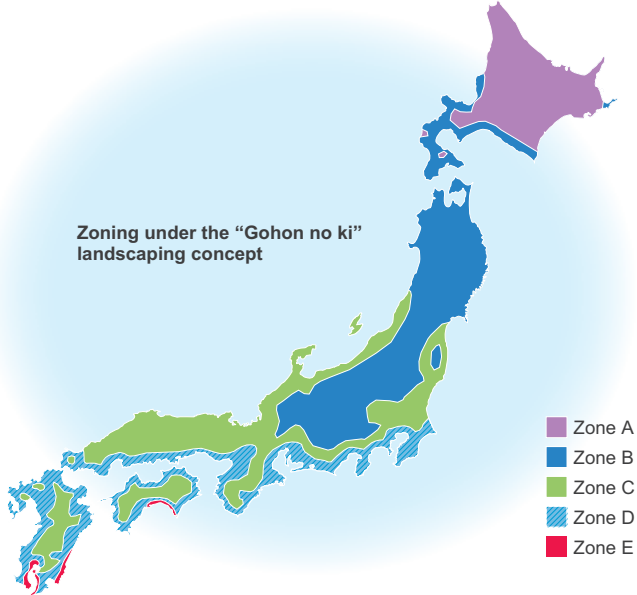 Zoning under the “Gohon no ki”
landscaping concept
Zone A
Zone B
Zone C
Zone D
Zone E